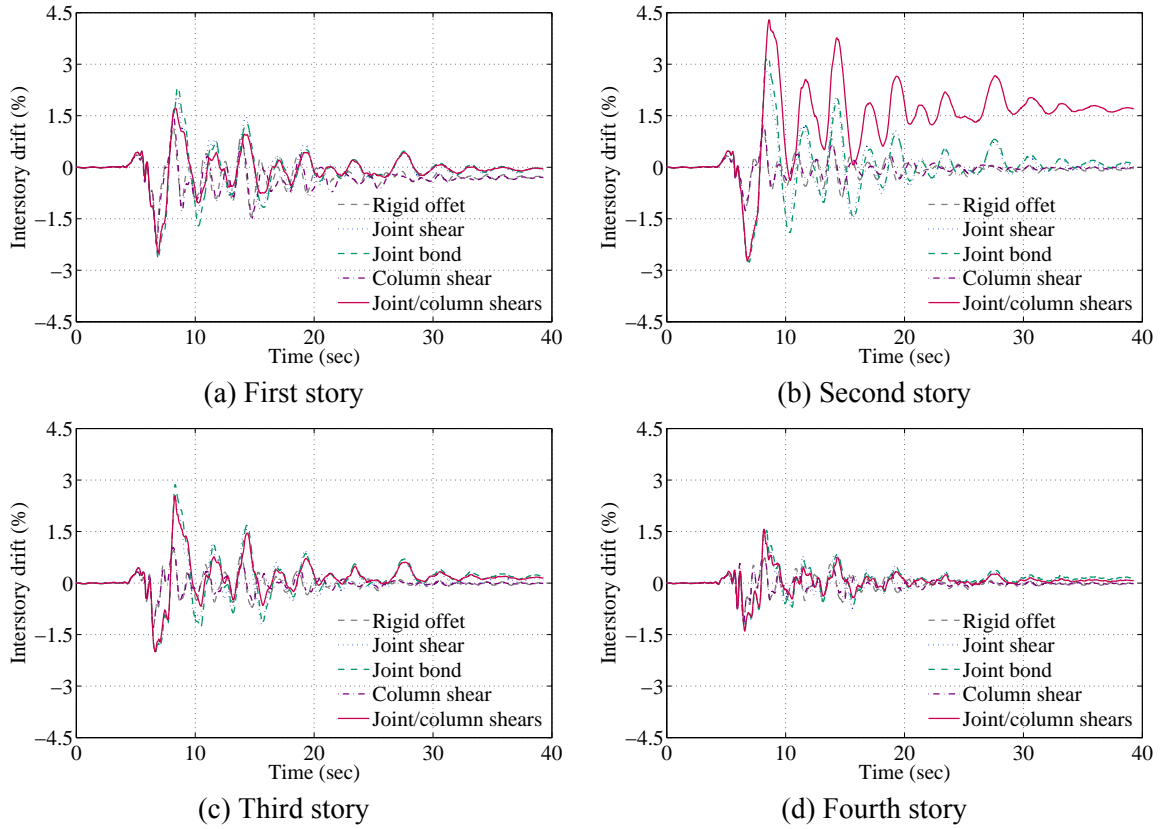 4.5
3
1.5
0
−1.5
−3
−4.5
Interstory drift (%)
Rigid offet
Joint shear
Joint bond
Column shear
Joint/column shears
0 10 20 30 40
Time (sec)
(a) First story
4.5
3
1.5
0
−1.5
−3
−4.5
Interstory drift (%)
Rigid offet
Joint shear
Joint bond
Column shear
Joint/column shears
0 10 20 30 40
Time (sec)
(b) Second story
4.5
3
1.5
0
−1.5
−3
−4.5
Interstory drift (%)
Rigid offet
Joint shear
Joint bond
Column shear
Joint/column shears
0 10 20 30 40
Time (sec)
(c) Third story
4.5
3
1.5
0
−1.5
−3
−4.5
Interstory drift (%)
Rigid offet
Joint shear
Joint bond
Column shear
Joint/column shears
0 10 20 30 40
Time (sec)
(d) Fourth story